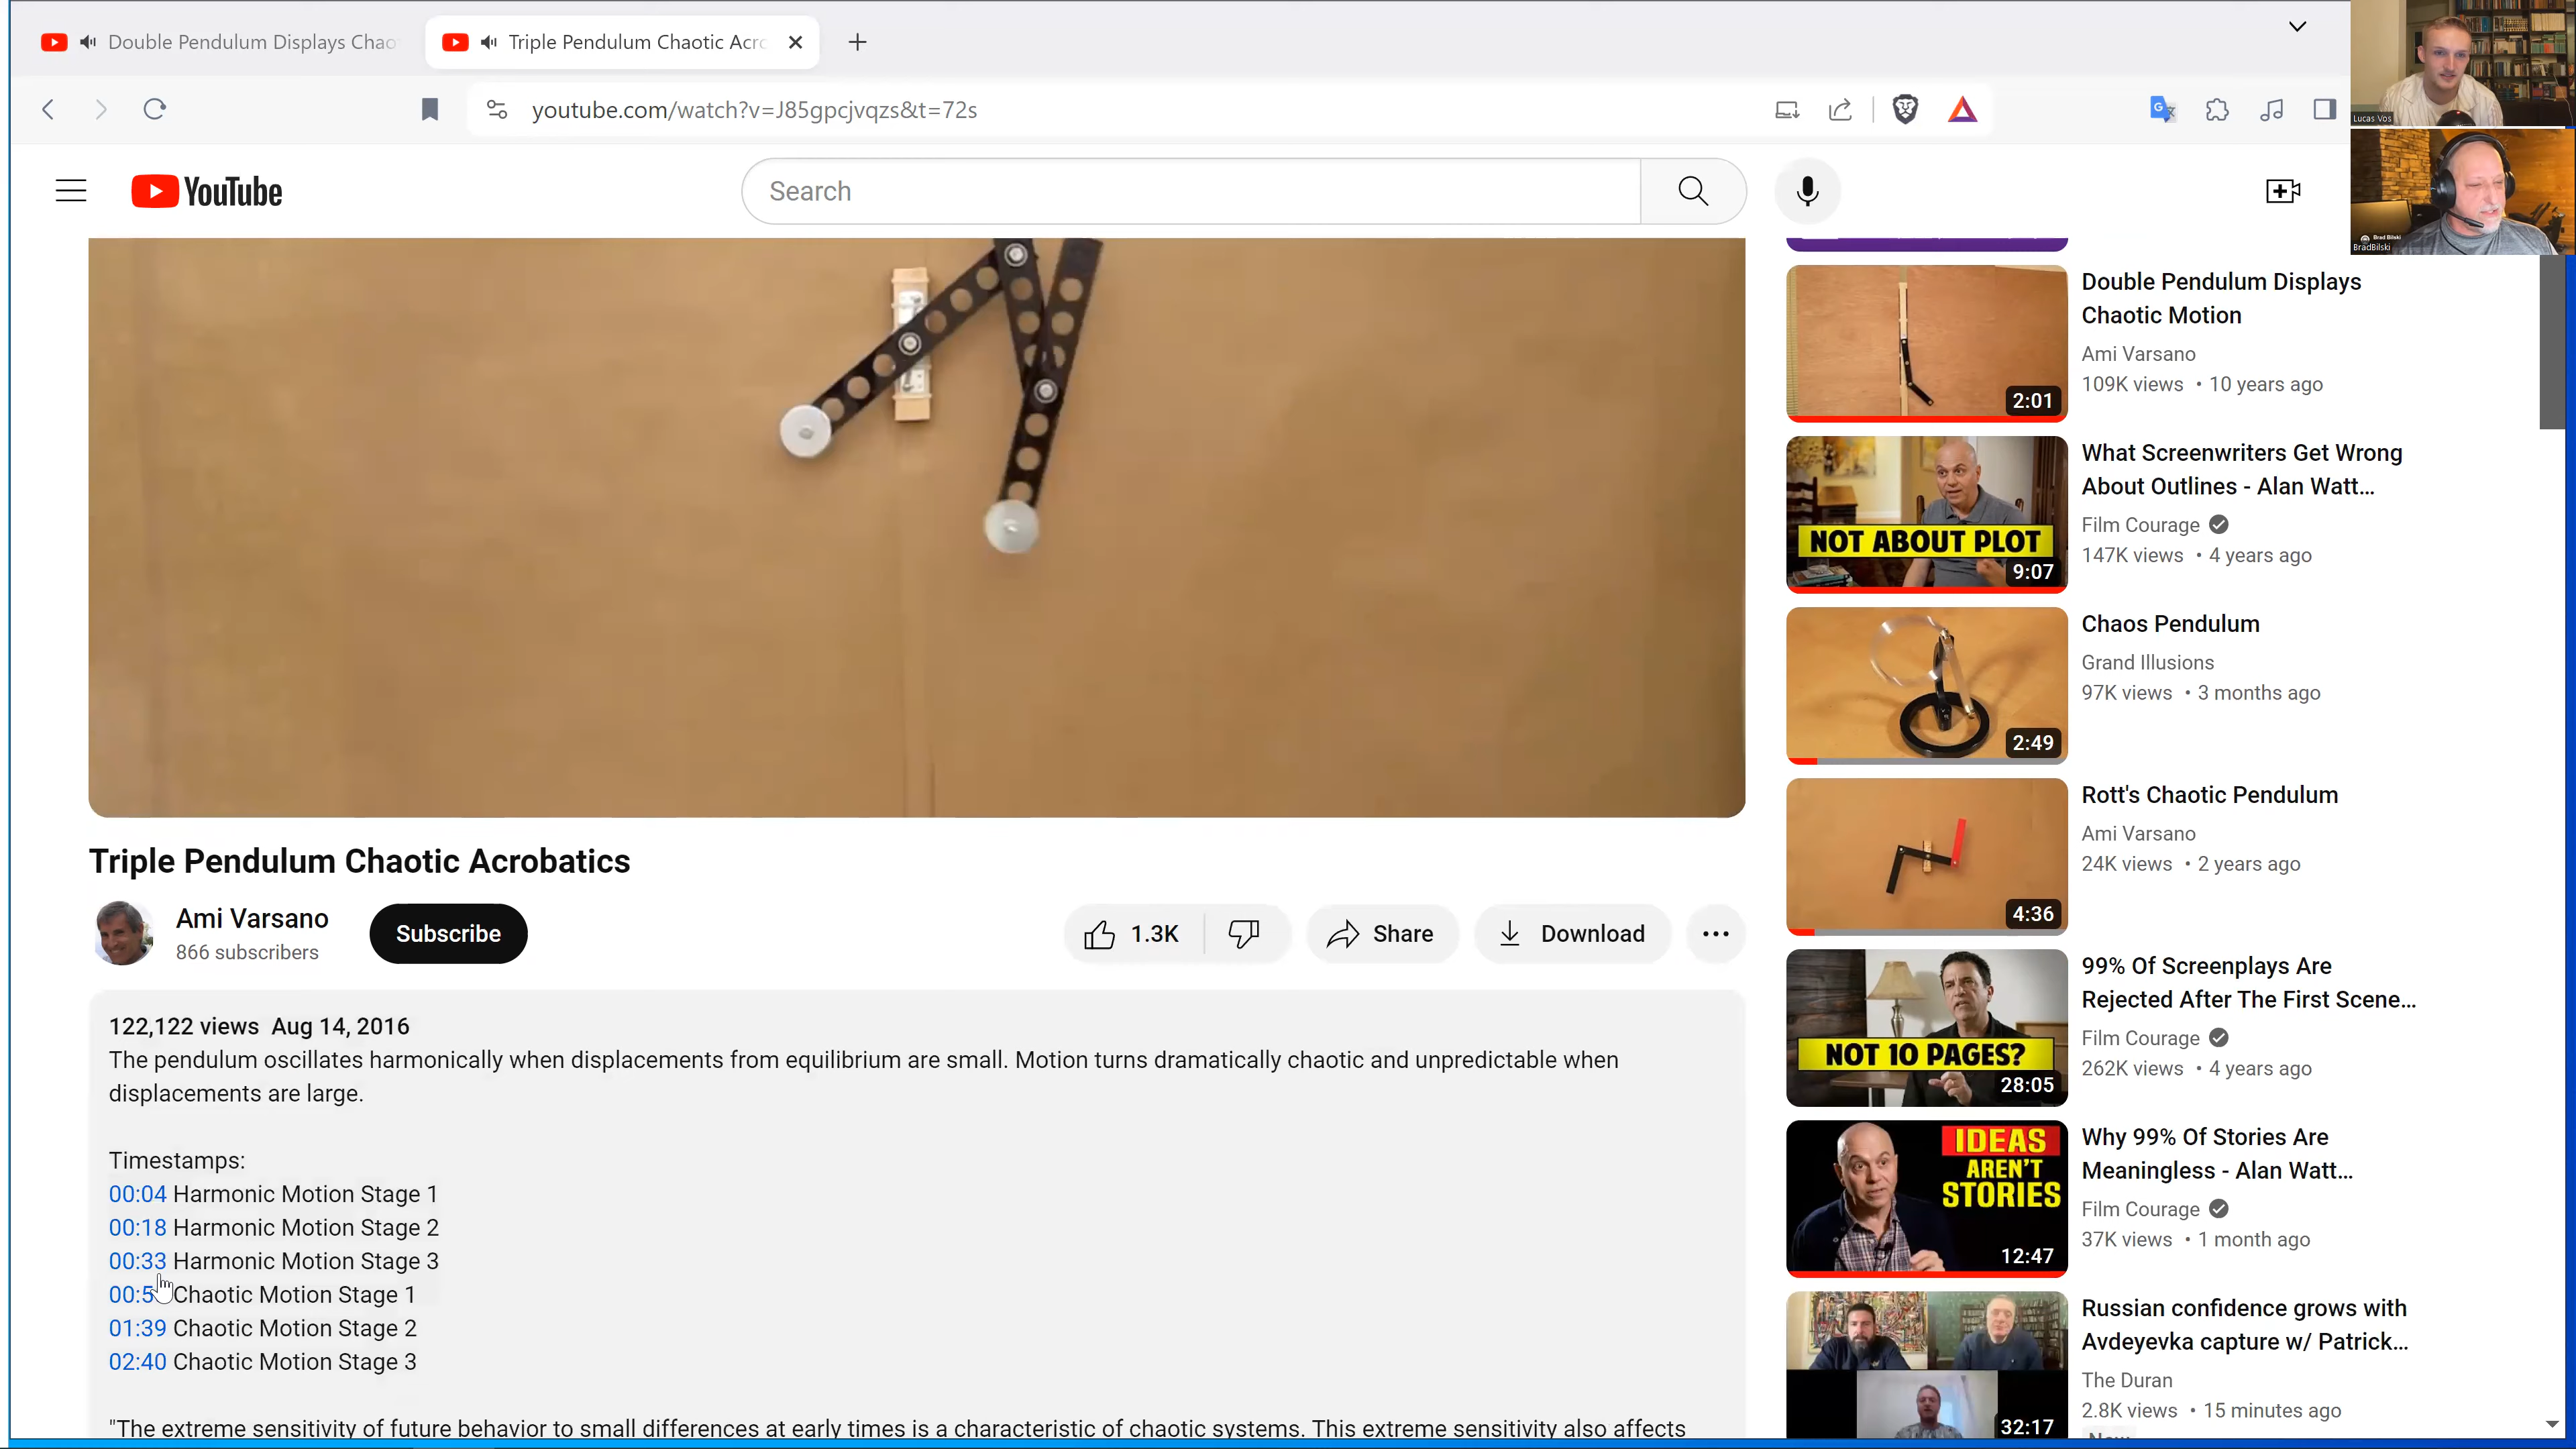 Double Pendulum Displays Chao
Triple Pendulum Chaotic Acro
youtube.com/watch?v=J85gpcjvqzs&t=72s
Lucas Vos
Brad Bilski
BradBilski
YouTube
Search
Triple Pendulum Chaotic Acrobatics
Ami Varsano
866 subscribers
Subscribe
1.3K
Share
Download
122,122 views Aug 14, 2016
The pendulum oscillates harmonically when displacements from equilibrium are small. Motion turns dramatically chaotic and unpredictable when
displacements are large.
Timestamps:
00:04 Harmonic Motion Stage 1
00:18 Harmonic Motion Stage 2
00:33 Harmonic Motion Stage 3
00:5 Chaotic Motion Stage 1
01:39 Chaotic Motion Stage 2
02:40 Chaotic Motion Stage 3
"The extreme sensitivity of future behavior to small differences at early times is a characteristic of chaotic systems. This extreme sensitivity also affects
2:01
Double Pendulum Displays
Chaotic Motion
Ami Varsano
109K views • 10 years ago
NOT ABOUT PLOT
9:07
What Screenwriters Get Wrong
About Outlines - Alan Watt...
Film Courage
147K views • 4 years ago
2:49
Chaos Pendulum
Grand Illusions
97K views • 3 months ago
4:36
Rott's Chaotic Pendulum
Ami Varsano
24K views • 2 years ago
NOT 10 PAGES?
28:05
99% Of Screenplays Are
Rejected After The First Scene...
Film Courage
262K views • 4 years ago
IDEAS
AREN'T
STORIES
12:47
Why 99% Of Stories Are
Meaningless - Alan Watt...
Film Courage
37K views • 1 month ago
32:17
Russian confidence grows with
Avdeyevka capture w/ Patrick...
The Duran
2.8K views • 15 minutes ago